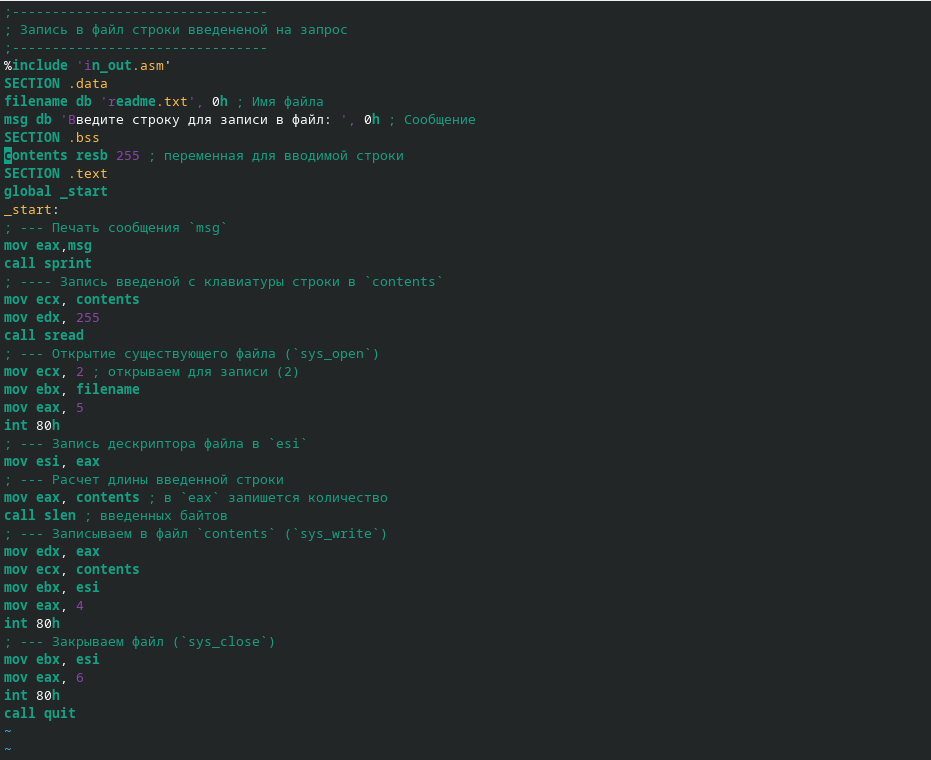 ;--------------------------------
; Запись в файл строки введененой на запрос
;--------------------------------
%include 'in_out.asm'
SECTION .data
filename db 'readme.txt', 0h ; Имя файла
msg db 'Введите строку для записи в файл: ', 0h ; Сообщение
SECTION .bss
contents resb 255 ; переменная для вводимой строки
SECTION .text
global _start
_start:
; --- Печать сообщения `msg`
mov eax,msg
call sprint
; ---- Запись введеной с клавиатуры строки в `contents`
mov ecx, contents
mov edx, 255
call sread
; --- Открытие существующего файла (`sys_open`)
mov ecx, 2 ; открываем для записи (2)
mov ebx, filename
mov eax, 5
int 80h
; --- Запись дескриптора файла в `esi`
mov esi, eax
; --- Расчет длины введенной строки
mov eax, contents ; в `eax` запишется количество
call slen ; введенных байтов
; --- Записываем в файл `contents` (`sys_write`)
mov edx, eax
mov ecx, contents
mov ebx, esi
mov eax, 4
int 80h
; --- Закрываем файл (`sys_close`)
mov ebx, esi
mov eax, 6
int 80h
call quit
~
~